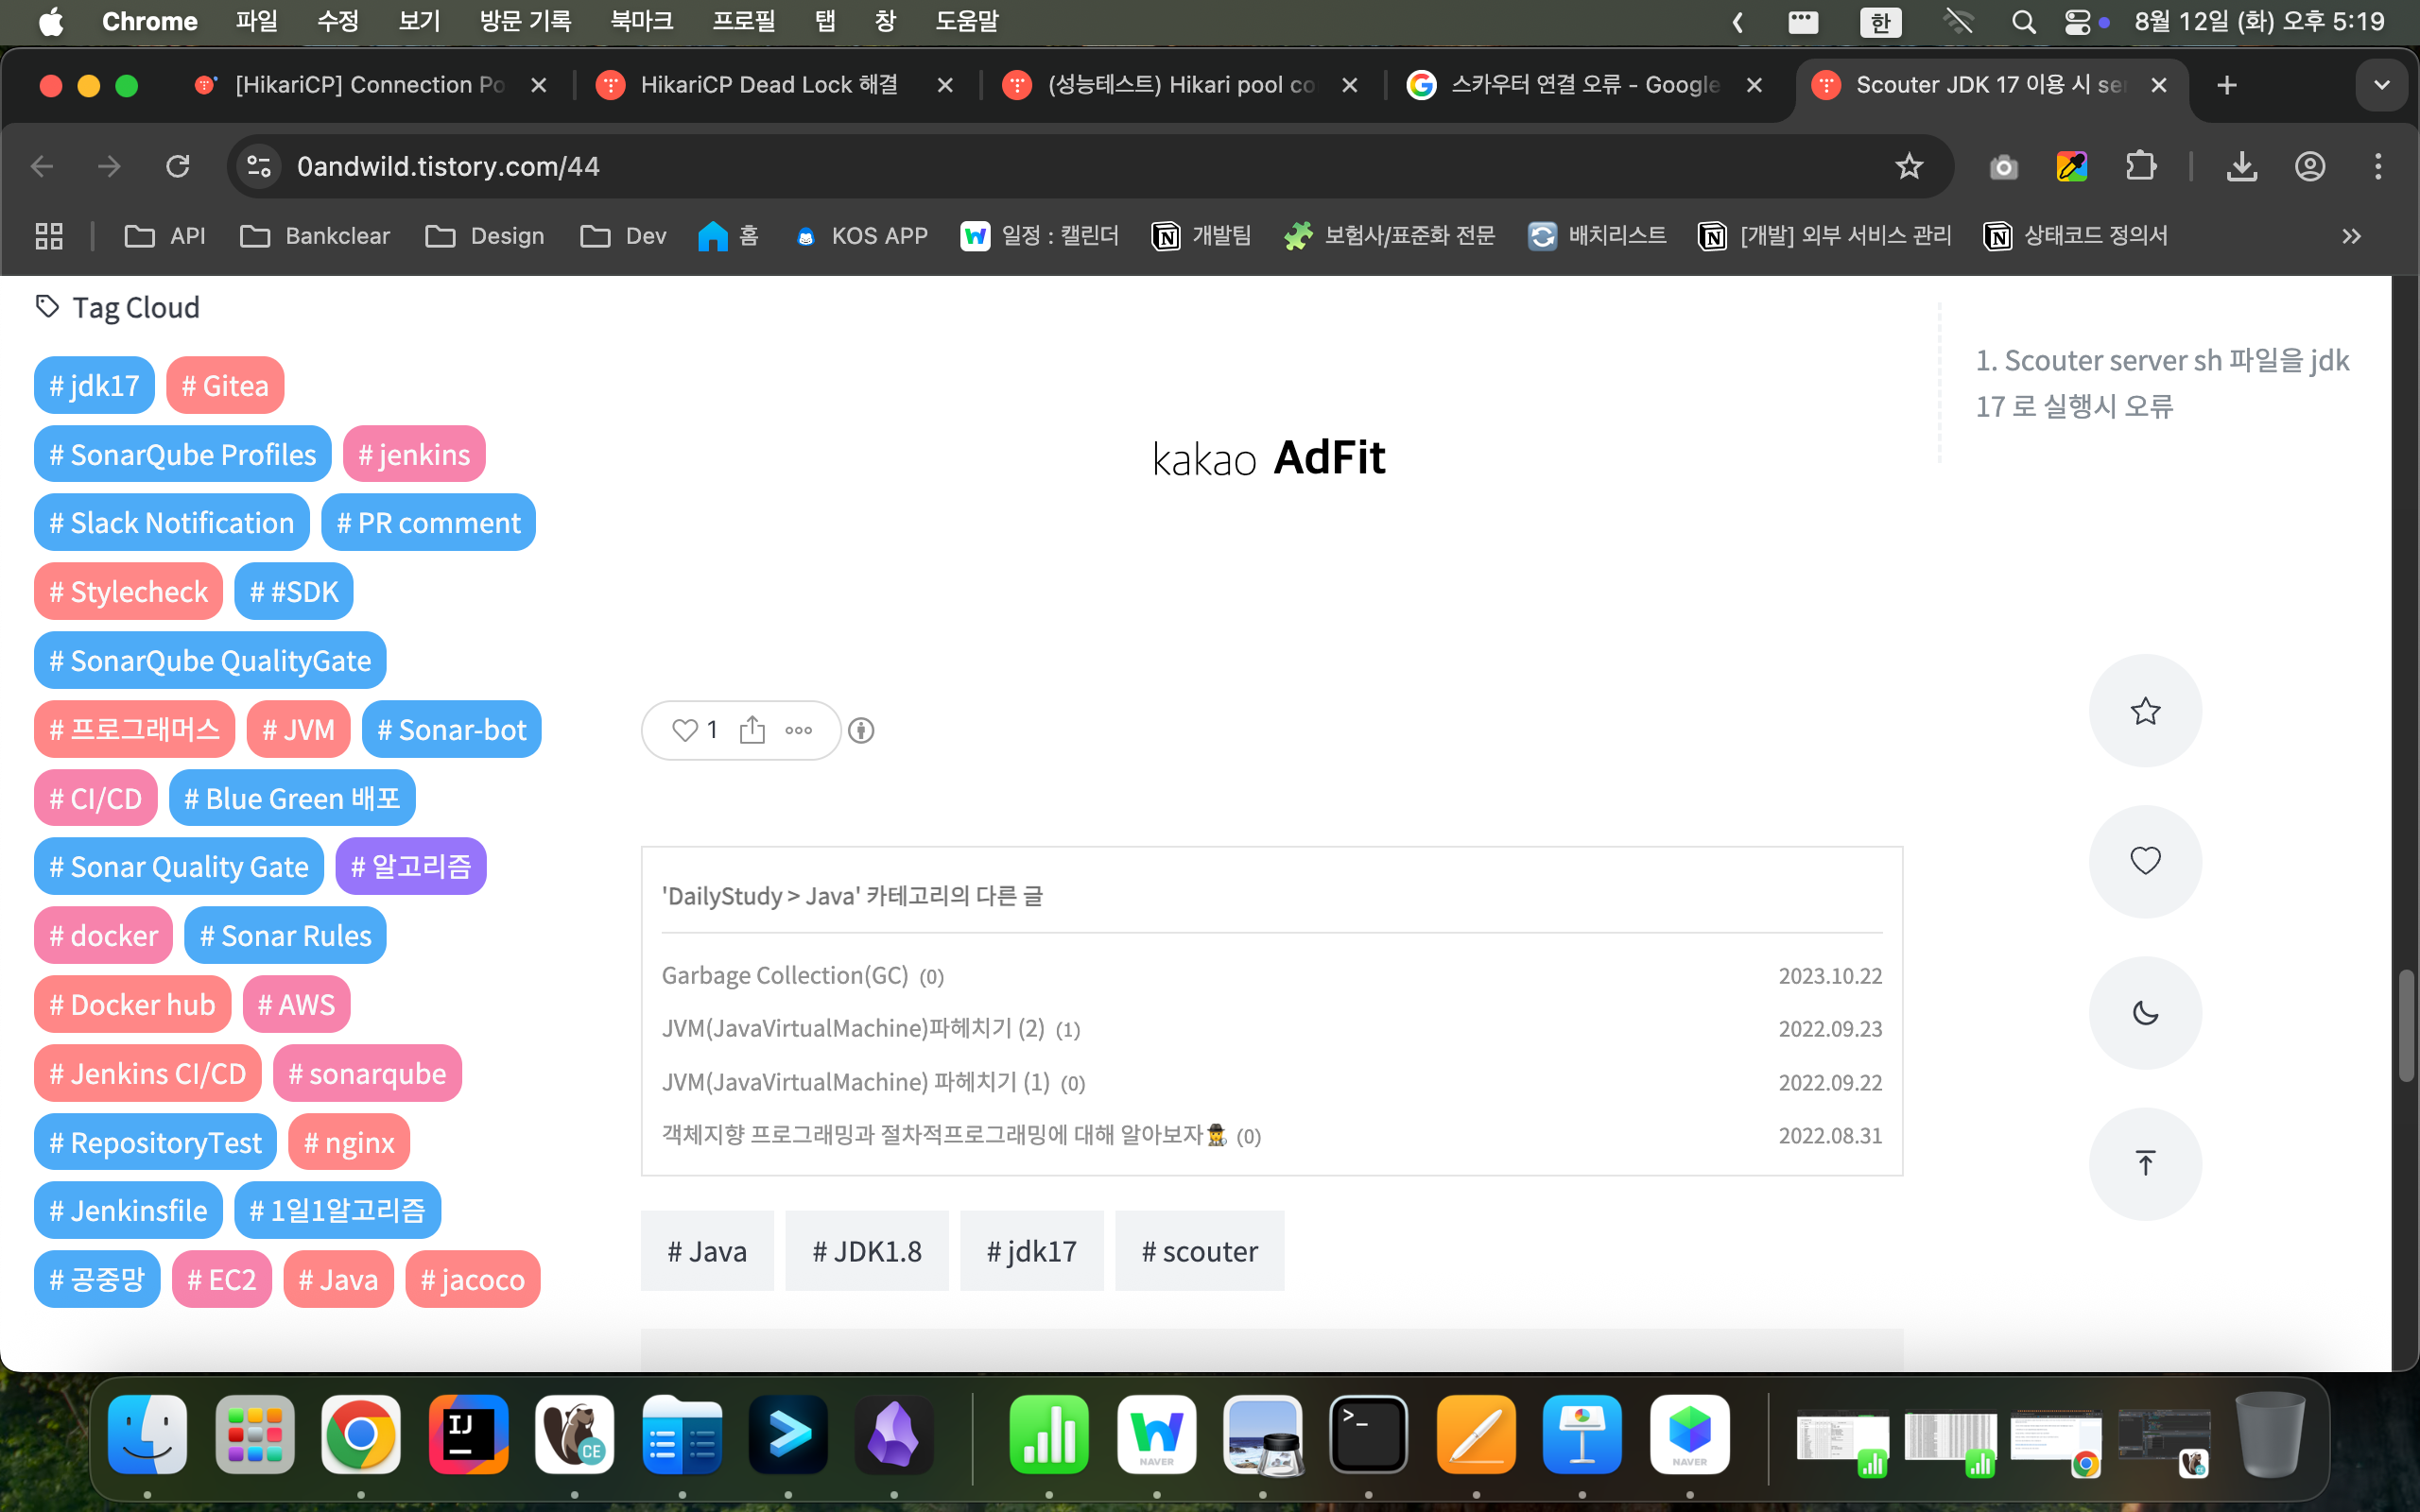 Chrome 파일 수정 보기 방문 기록 북마크 프로필 탭 창 도움말 한 8월 12일 (화) 오후 5:19
[HikariCP] Connection Po HikariCP Dead Lock 해결 (성능테스트) Hikari pool co 스카우터 연결 오류 - Google Scouter JDK 17 이용 시 se
0andwild.tistory.com/44
API Bankclear Design Dev 홈 KOS APP 일정 : 캘린더 개발팀 보험사/표준화 전문 배치리스트 [개발] 외부 서비스 관리 상태코드 정의서
Tag Cloud
# jdk17 # Gitea
# SonarQube Profiles # jenkins
# Slack Notification # PR comment
# Stylecheck # #SDK
# SonarQube QualityGate
# 프로그래머스 # JVM # Sonar-bot
# CI/CD # Blue Green 배포
# Sonar Quality Gate # 알고리즘
# docker # Sonar Rules
# Docker hub # AWS
# Jenkins CI/CD # sonarqube
# RepositoryTest # nginx
# Jenkinsfile # 1일1알고리즘
# 공중망 # EC2 # Java # jacoco
kakao AdFit
1
'DailyStudy > Java' 카테고리의 다른 글
Garbage Collection(GC) (0) 2023.10.22
JVM(JavaVirtualMachine)파헤치기 (2) (1) 2022.09.23
JVM(JavaVirtualMachine) 파헤치기 (1) (0) 2022.09.22
객체지향 프로그래밍과 절차적프로그래밍에 대해 알아보자🕵️ (0) 2022.08.31
# Java # JDK1.8 # jdk17 # scouter
1. Scouter server sh 파일을 jdk
17 로 실행시 오류
IJ CE NAVER >_ NAVER